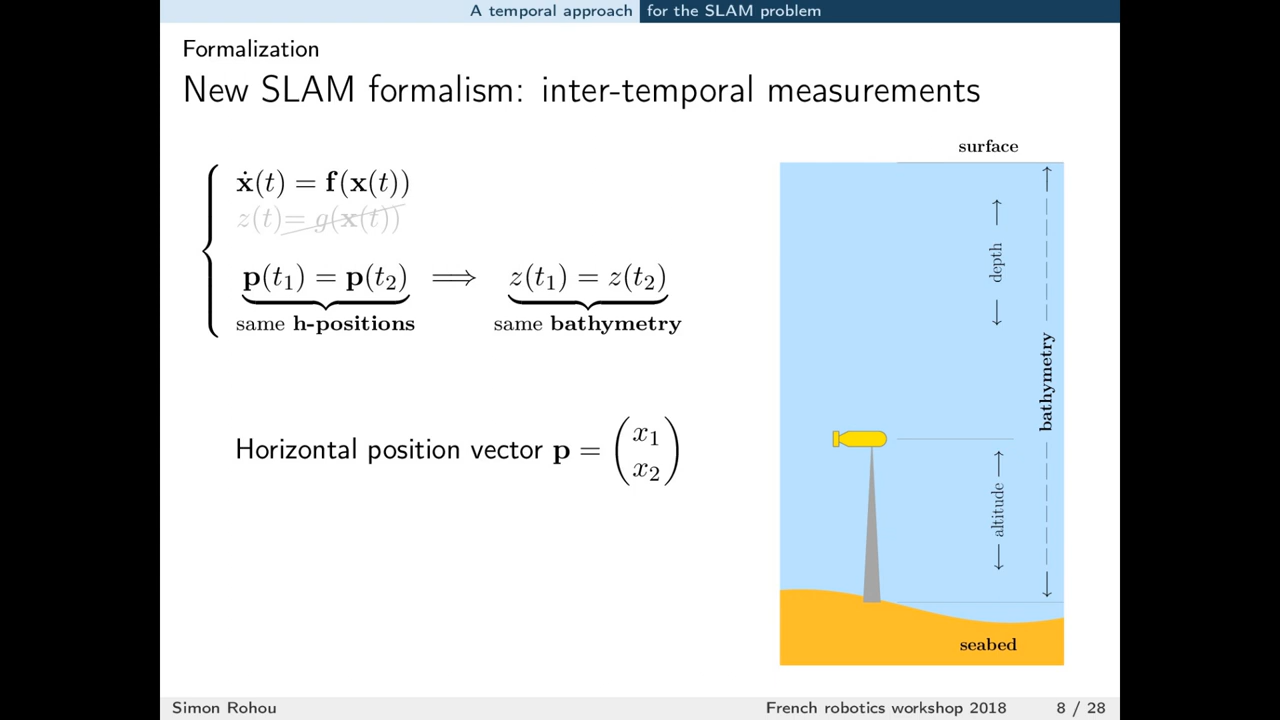 A temporal approach for the SLAM problem
Formalization
New SLAM formalism: inter-temporal measurements
ẋ(t) = f(x(t))
z(t) = g(x(t))
p(t₁) = p(t₂) ⟹ z(t₁) = z(t₂)
same h-positions same bathymetry
Horizontal position vector p = (x₁ x₂)
surface
depth
bathymetry
altitude
seabed
Simon Rohou French robotics workshop 2018 8 / 28